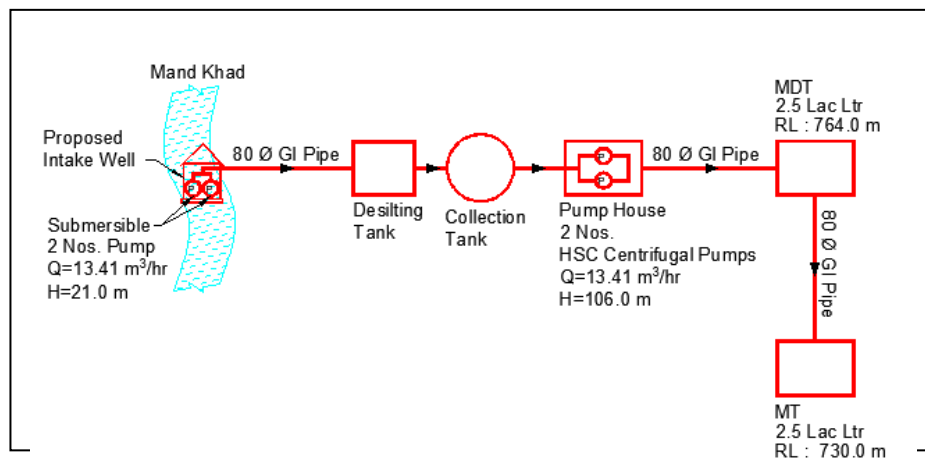 Mand Khad
Proposed
Intake Well
Submersible
2 Nos. Pump
Q=13.41 m³/hr
H=21.0 m
P
P
80 Ø GI Pipe
Desilting
Tank
Collection
Tank
P
P
Pump House
2 Nos.
HSC Centrifugal Pumps
Q=13.41 m³/hr
H=106.0 m
80 Ø GI Pipe
MDT
2.5 Lac Ltr
RL : 764.0 m
80 Ø GI Pipe
MT
2.5 Lac Ltr
RL : 730.0 m